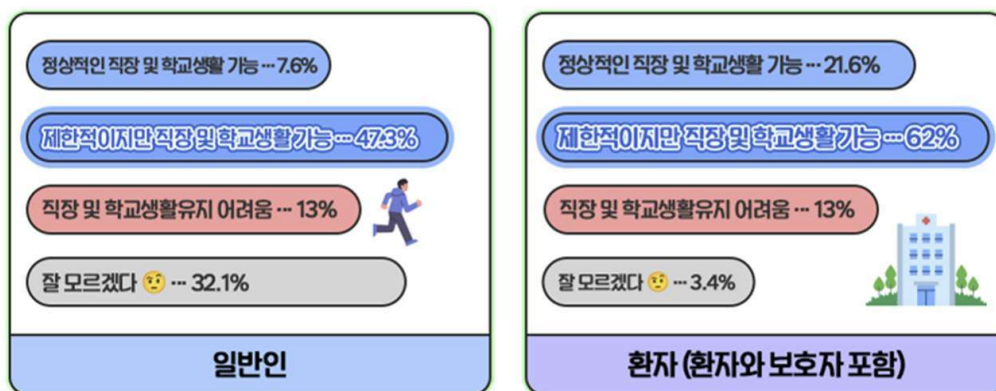 정상적인 직장 및 학교생활 가능 ··· 7.6%
제한적이지만 직장 및 학교생활 가능 ··· 47.3%
직장 및 학교생활유지 어려움 ··· 13%
잘 모르겠다 🤨 ··· 32.1%
일반인
정상적인 직장 및 학교생활 가능 ··· 21.6%
제한적이지만 직장 및 학교생활 가능 ··· 62%
직장 및 학교생활유지 어려움 ··· 13%
잘 모르겠다 🤨 ··· 3.4%
환자 (환자와 보호자 포함)